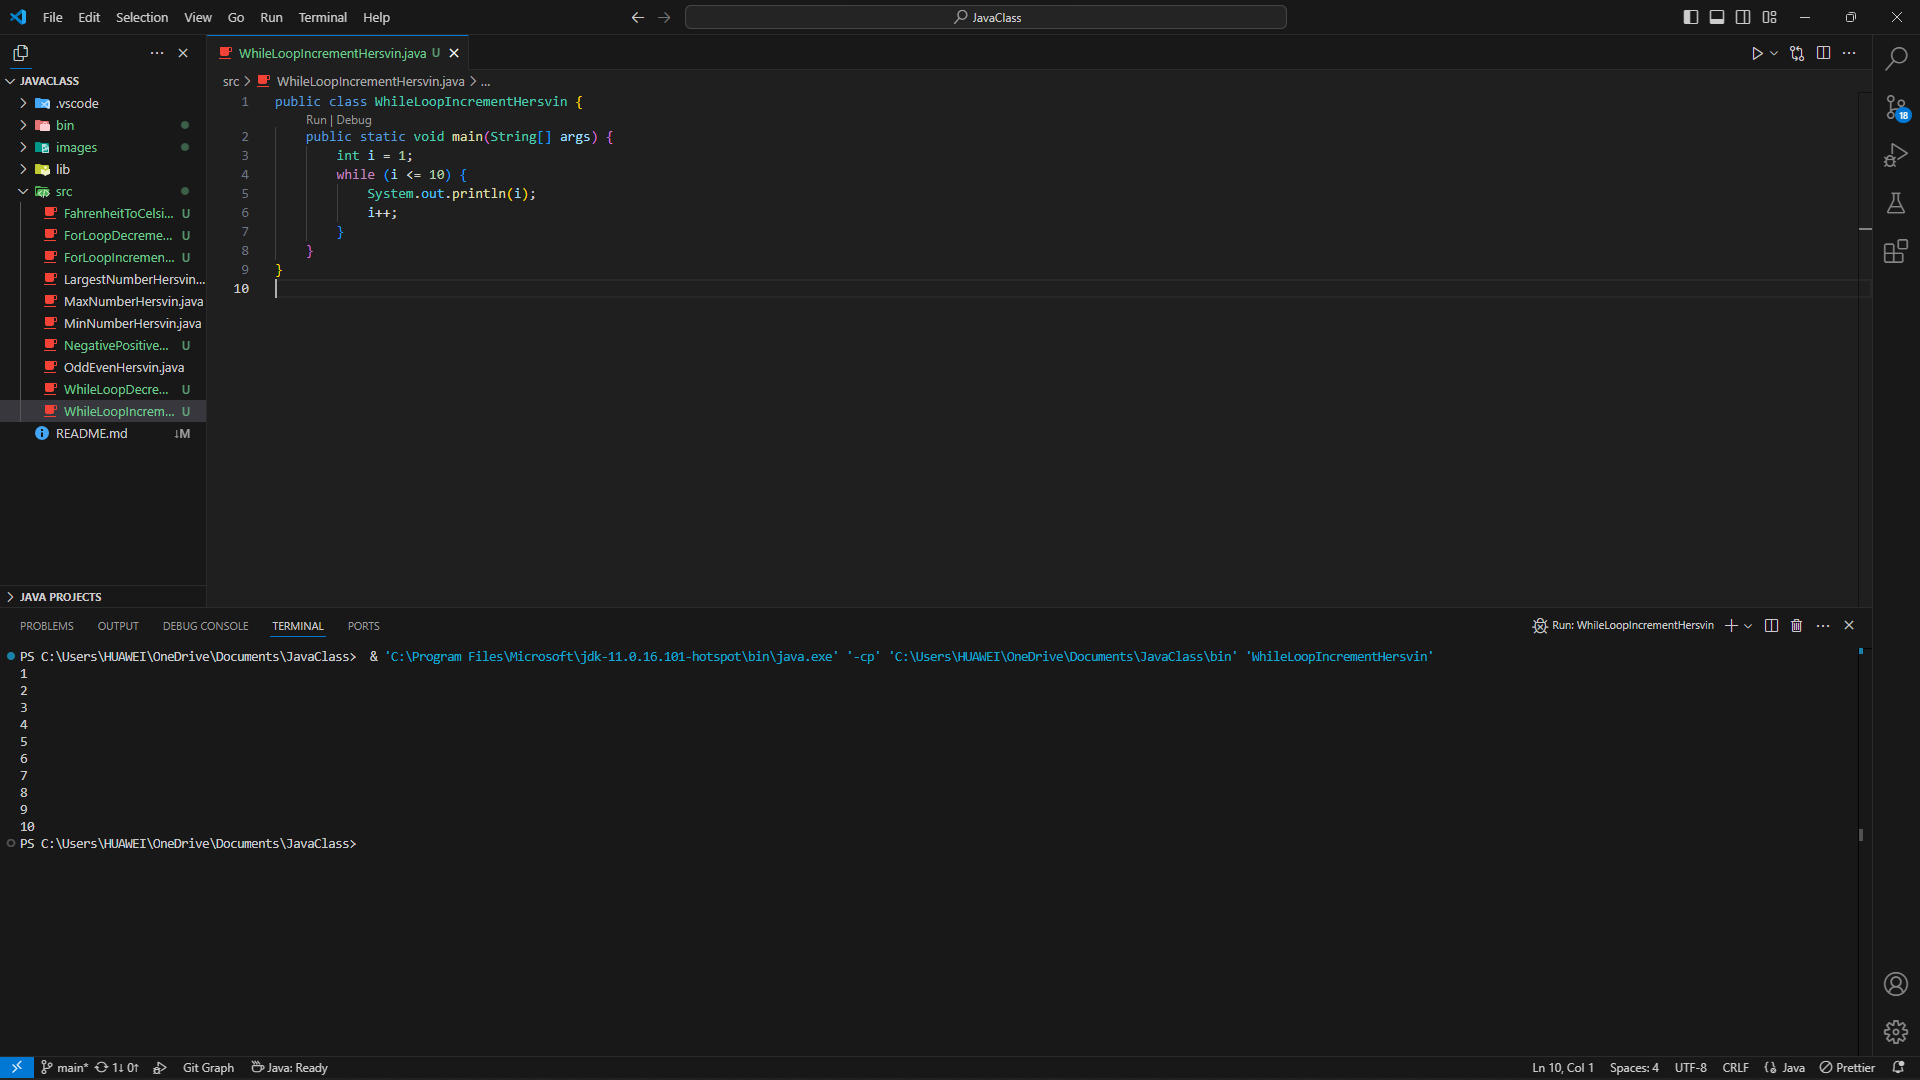 File Edit Selection View Go Run Terminal Help
JavaClass
JAVACLASS
.vscode
bin
images
lib
src
FahrenheitToCelsi... U
ForLoopDecreme... U
ForLoopIncremen... U
LargestNumberHersvin...
MaxNumberHersvin.java
MinNumberHersvin.java
NegativePositive... U
OddEvenHersvin.java
WhileLoopDecre... U
WhileLoopIncrem... U
README.md ↓M
JAVA PROJECTS
WhileLoopIncrementHersvin.java U
src > WhileLoopIncrementHersvin.java > ...
1 public class WhileLoopIncrementHersvin {
Run | Debug
2 public static void main(String[] args) {
3 int i = 1;
4 while (i <= 10) {
5 System.out.println(i);
6 i++;
7 }
8 }
9 }
10
18
PROBLEMS OUTPUT DEBUG CONSOLE TERMINAL PORTS
Run: WhileLoopIncrementHersvin
PS C:\Users\HUAWEI\OneDrive\Documents\JavaClass> & 'C:\Program Files\Microsoft\jdk-11.0.16.101-hotspot\bin\java.exe' '-cp' 'C:\Users\HUAWEI\OneDrive\Documents\JavaClass\bin' 'WhileLoopIncrementHersvin'
1
2
3
4
5
6
7
8
9
10
PS C:\Users\HUAWEI\OneDrive\Documents\JavaClass>
main* 1↓ 0↑ Git Graph Java: Ready
Ln 10, Col 1 Spaces: 4 UTF-8 CRLF {} Java Prettier